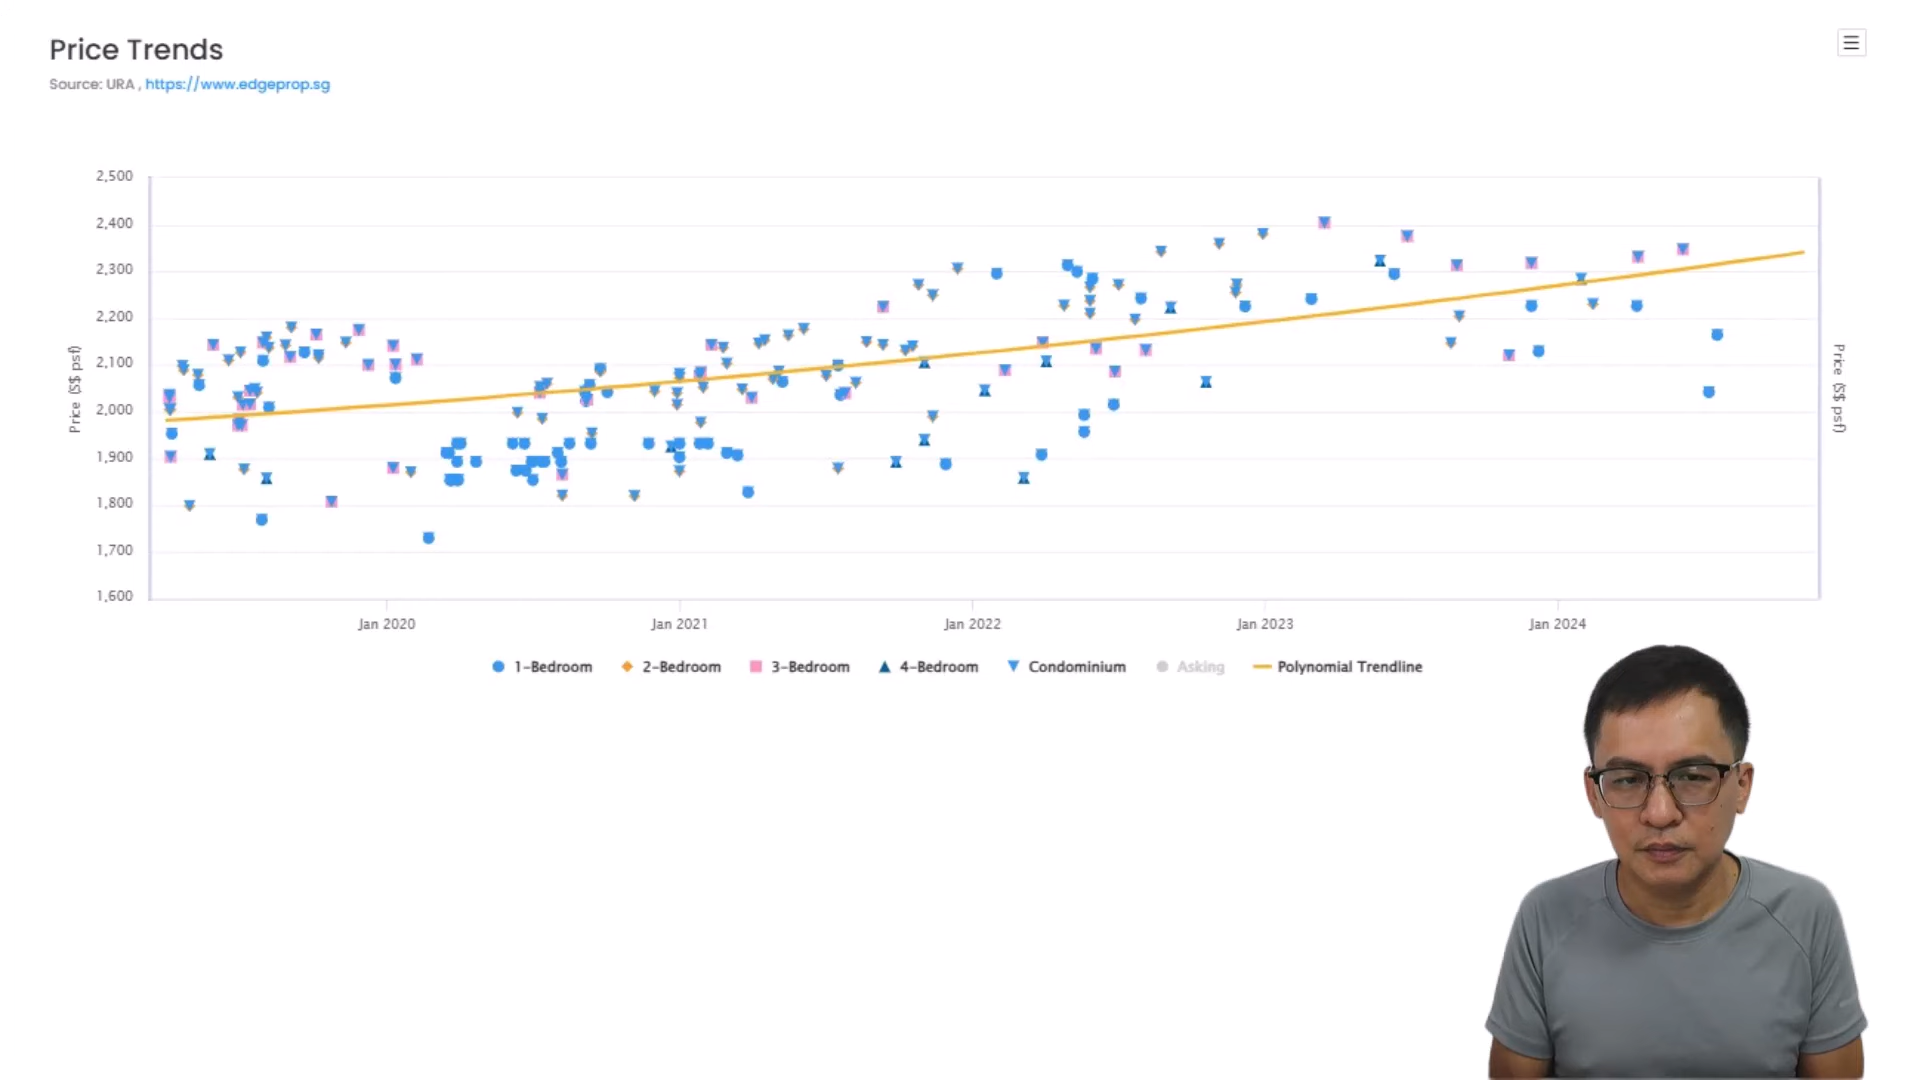 Price Trends
Source: URA , https://www.edgeprop.sg
2,500
2,400
2,300
2,200
2,100
2,000
1,900
1,800
1,700
1,600
Price (S$ psf)
Price (S$ psf)
Jan 2020 Jan 2021 Jan 2022 Jan 2023 Jan 2024
1-Bedroom 2-Bedroom 3-Bedroom 4-Bedroom Condominium Asking Polynomial Trendline